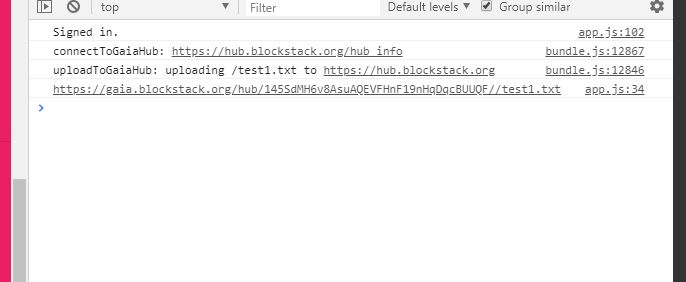 top Filter Default levels Group similar
Signed in. app.js:102
connectToGaiaHub: https://hub.blockstack.org/hub_info bundle.js:12867
uploadToGaiaHub: uploading /test1.txt to https://hub.blockstack.org bundle.js:12846
https://gaia.blockstack.org/hub/145SdMH6v8AsuAQEVFHnF19nHqDqcBUUQF//test1.txt app.js:34